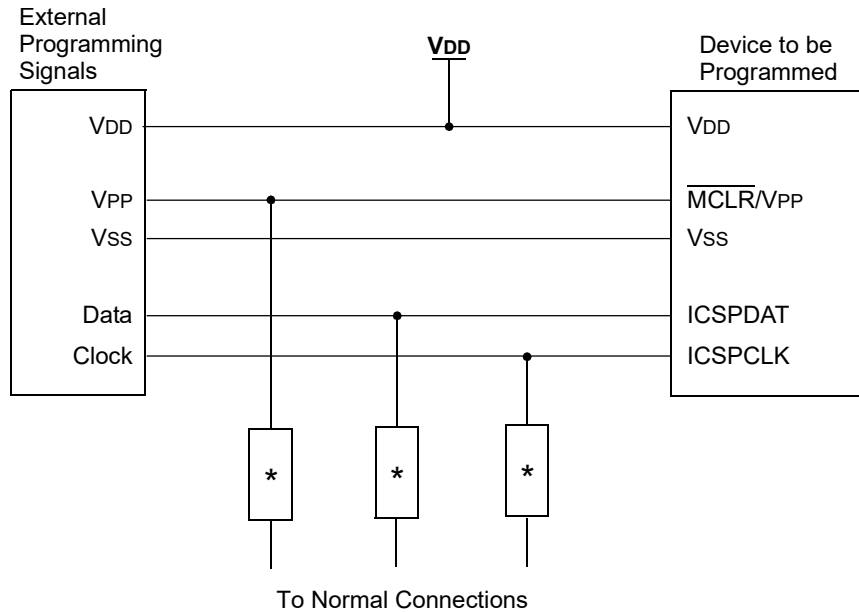 External
Programming
Signals
VDD
Device to be
Programmed
VDD
VDD
VPP
MCLR/VPP
VSS
VSS
Data
ICSPDAT
Clock
ICSPCLK
*
*
*
To Normal Connections